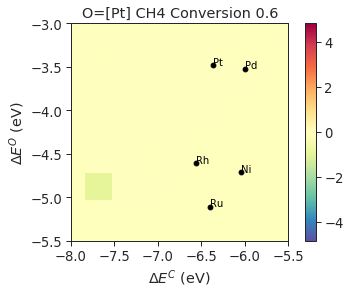 O=[Pt] CH4 Conversion 0.6
−3.0
−3.5
−4.0
−4.5
−5.0
−5.5
ΔE^O (eV)
Pt
Pd
Rh
Ni
Ru
−8.0 −7.5 −7.0 −6.5 −6.0 −5.5
ΔE^C (eV)
4
2
0
−2
−4